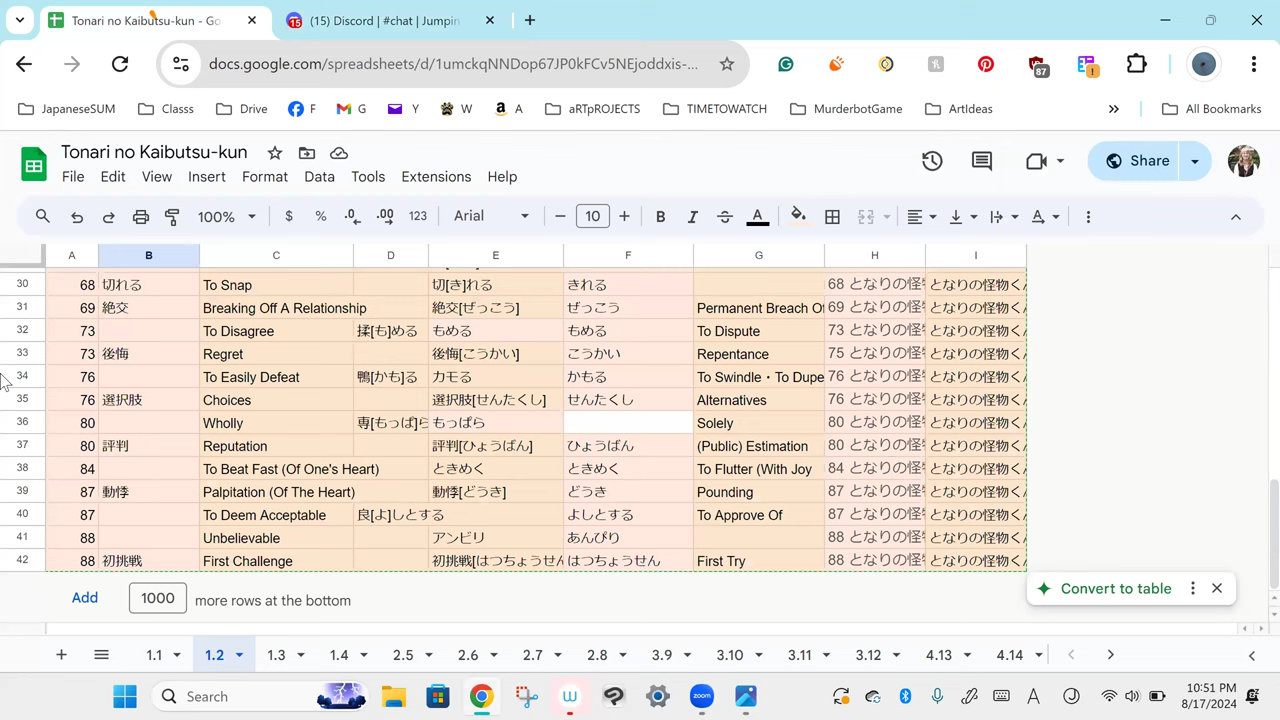 Tonari no Kaibutsu-kun - Go
(15) Discord | #chat | Jumpin
docs.google.com/spreadsheets/d/1umckqNNDop67JP0kFCv5NEjoddxis-...
87
JapaneseSUM
Classs
Drive
F
G
Y
W
A
aRTpROJECTS
TIMETOWATCH
MurderbotGame
ArtIdeas
All Bookmarks
Tonari no Kaibutsu-kun
File Edit View Insert Format Data Tools Extensions Help
Share
100% $ % .0 .00 123 Arial 10 B I A
A B C D E F G H I
30 68 切れる To Snap 切[き]れる きれる 68 となりの怪 となりの怪物く
31 69 絶交 Breaking Off A Relationship 絶交[ぜっこう] ぜっこう Permanent Breach Of 69 となりの怪 となりの怪物く
32 73 To Disagree 揉[も]める もめる もめる To Dispute 73 となりの怪 となりの怪物く
33 73 後悔 Regret 後悔[こうかい] こうかい Repentance 75 となりの怪 となりの怪物く
34 76 To Easily Defeat 鴨[かも]る カモる かもる To Swindle・To Dupe 76 となりの怪 となりの怪物く
35 76 選択肢 Choices 選択肢[せんたくし] せんたくし Alternatives 76 となりの怪 となりの怪物く
36 80 Wholly 専[もっぱ]ら もっぱら Solely 80 となりの怪 となりの怪物く
37 80 評判 Reputation 評判[ひょうばん] ひょうばん (Public) Estimation 80 となりの怪 となりの怪物く
38 84 To Beat Fast (Of One's Heart) ときめく ときめく To Flutter (With Joy 84 となりの怪 となりの怪物く
39 87 動悸 Palpitation (Of The Heart) 動悸[どうき] どうき Pounding 87 となりの怪 となりの怪物く
40 87 To Deem Acceptable 良[よ]しとする よしとする To Approve Of 87 となりの怪 となりの怪物く
41 88 Unbelievable アンビリ あんぴり 88 となりの怪 となりの怪物く
42 88 初挑戦 First Challenge 初挑戦[はつちょうせん はつちょうせん First Try 88 となりの怪 となりの怪物く
Add 1000 more rows at the bottom
Convert to table
1.1 1.2 1.3 1.4 2.5 2.6 2.7 2.8 3.9 3.10 3.11 3.12 4.13 4.14
Search
10:51 PM
8/17/2024